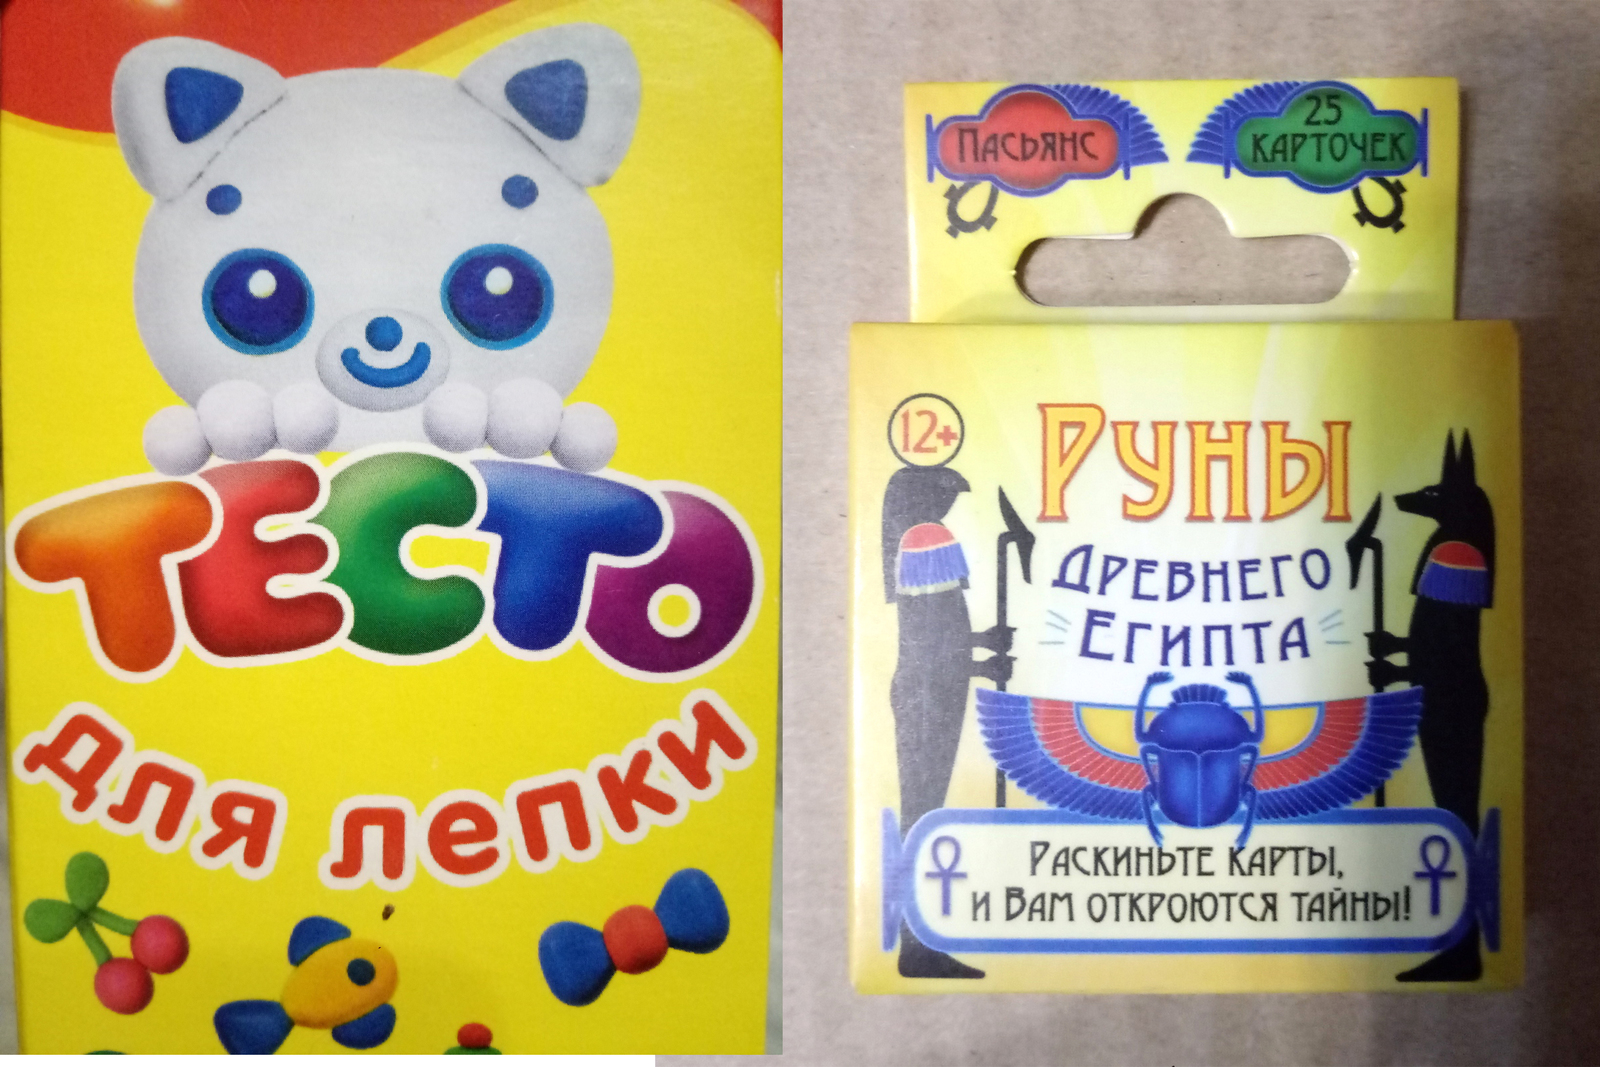 ТЕСТО
для лепки
Пасьянс
25
карточек
12+
Руны
Древнего
Египта
Раскиньте карты,
и Вам откроются тайны!